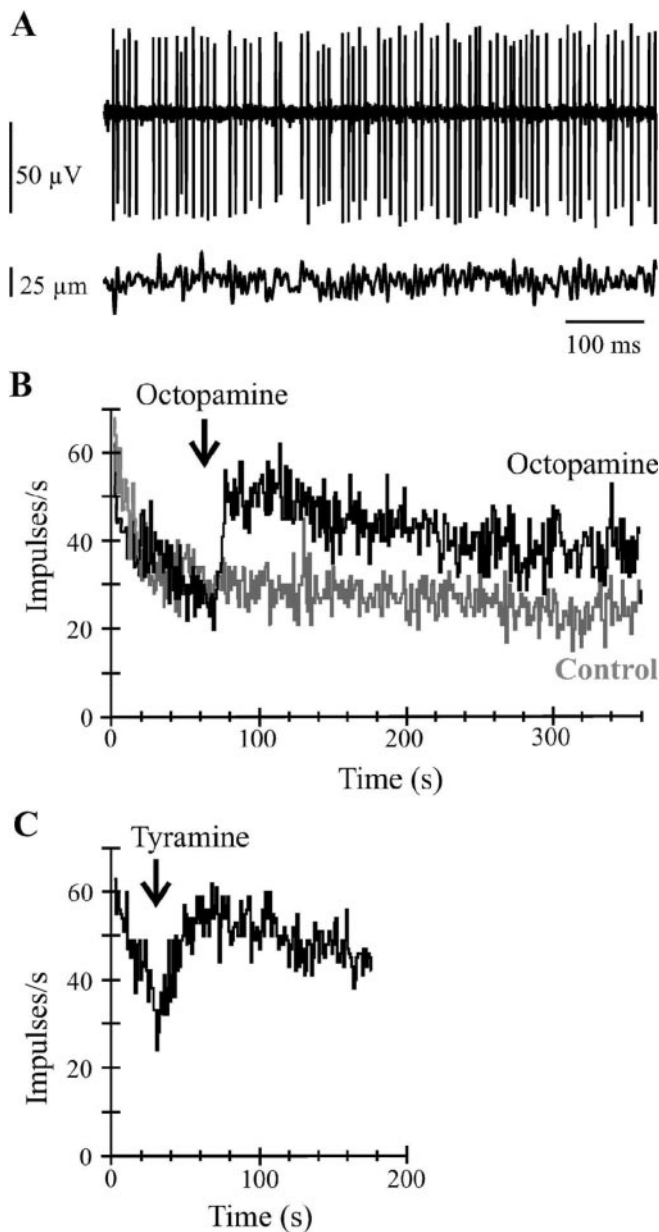 A
50 µV
25 µm
100 ms
B
Octopamine
Octopamine
Control
Impulses/s
60
40
20
0
0 100 200 300
Time (s)
C
Tyramine
Impulses/s
60
40
20
0
0 100 200
Time (s)